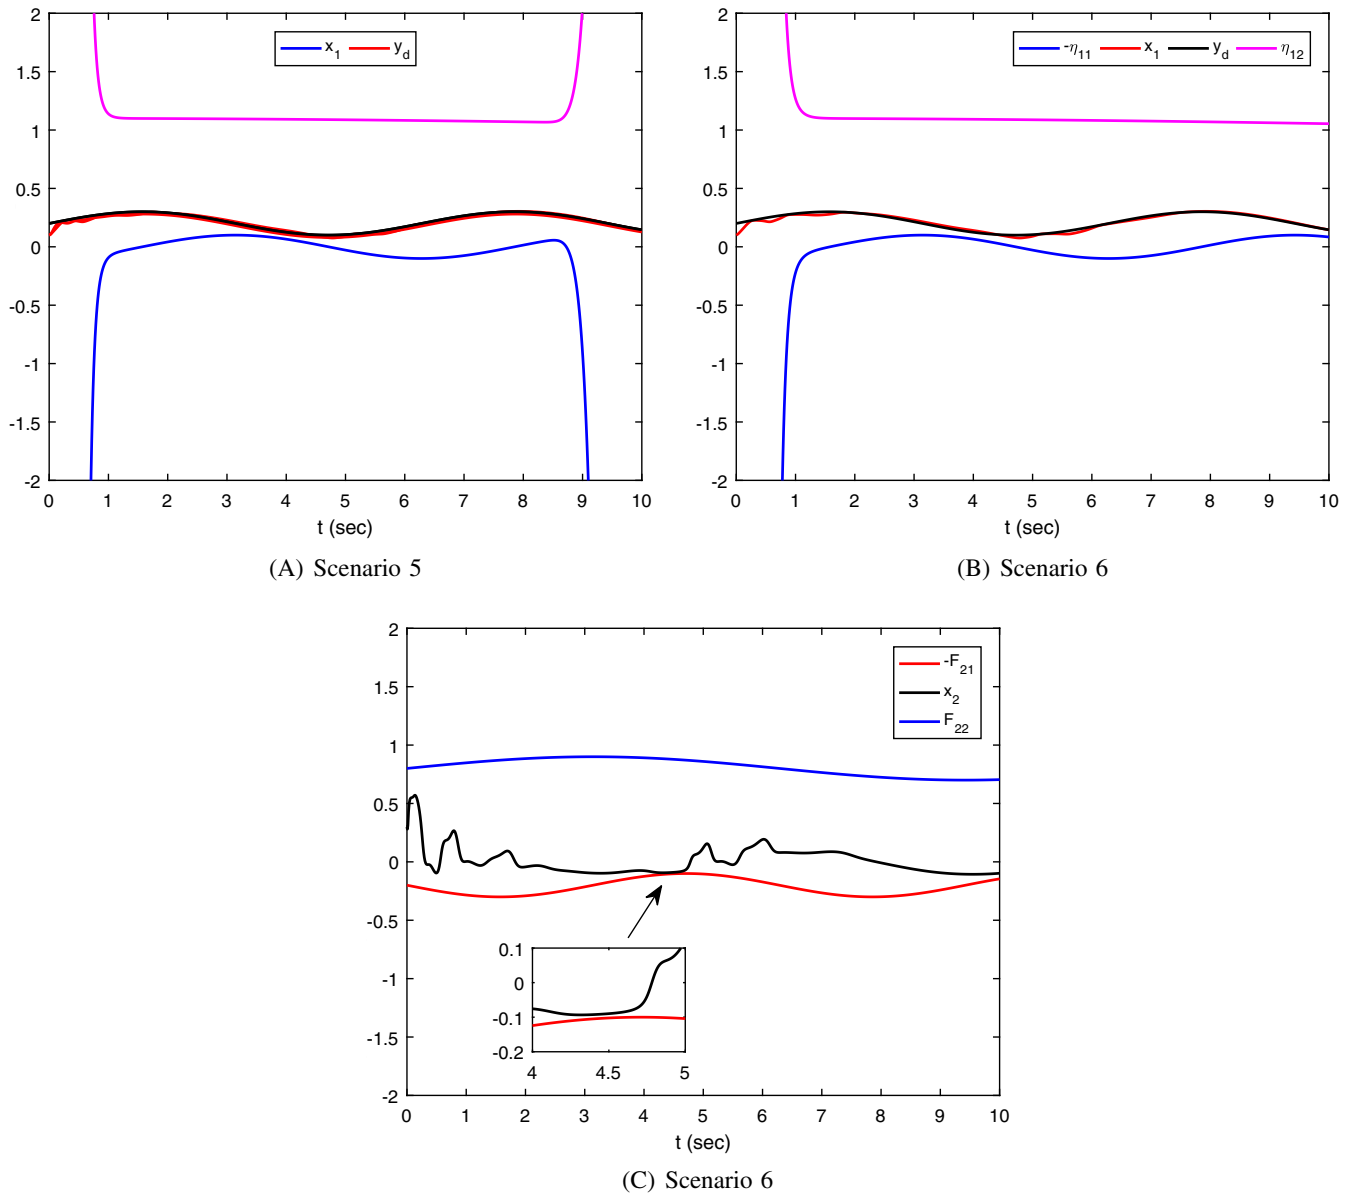 2
1.5
1
0.5
0
-0.5
-1
-1.5
-2
0 1 2 3 4 5 6 7 8 9 10
t (sec)
x1 yd
(A) Scenario 5
2
1.5
1
0.5
0
-0.5
-1
-1.5
-2
0 1 2 3 4 5 6 7 8 9 10
t (sec)
-η11 x1 yd η12
(B) Scenario 6
2
1.5
1
0.5
0
-0.5
-1
-1.5
-2
0 1 2 3 4 5 6 7 8 9 10
t (sec)
-F21
x2
F22
0.1
0
-0.1
-0.2
4 4.5 5
(C) Scenario 6